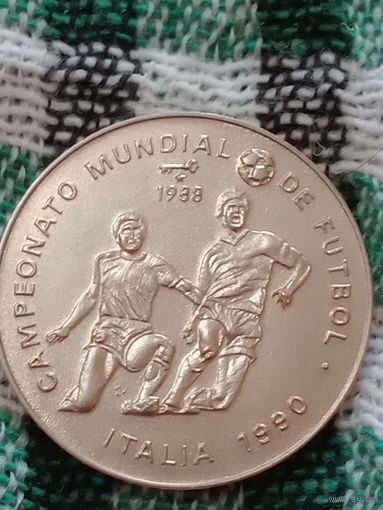 CAMPEONATO MUNDIAL DE FUTBOL ·
1988
ITALIA 1990